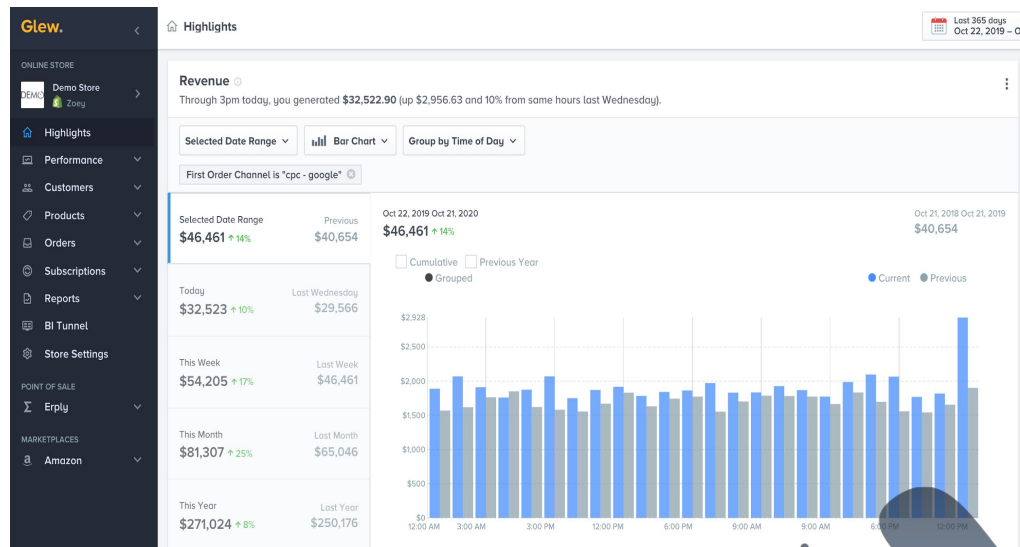 Glew.
Highlights
Last 365 days
Oct 22, 2019 – O
ONLINE STORE
DEMO
Demo Store
Zoey
Highlights
Performance
Customers
Products
Orders
Subscriptions
Reports
BI Tunnel
Store Settings
POINT OF SALE
Erply
MARKETPLACES
Amazon
Revenue
Through 3pm today, you generated $32,522.90 (up $2,956.63 and 10% from same hours last Wednesday).
Selected Date Range
Bar Chart
Group by Time of Day
First Order Channel is "cpc - google"
Selected Date Range Previous
$46,461 ↑ 14% $40,654
Today Last Wednesday
$32,523 ↑ 10% $29,566
This Week Last Week
$54,205 ↑ 17% $46,461
This Month Last Month
$81,307 ↑ 25% $65,046
This Year Last Year
$271,024 ↑ 8% $250,176
Oct 22, 2019 Oct 21, 2020 Oct 21, 2018 Oct 21, 2019
$46,461 ↑ 14% $40,654
Cumulative Previous Year
Grouped Current Previous
$2,928
$2,500
$2,000
$1,500
$1,000
$500
$0
12:00 AM 3:00 AM 3:00 PM 12:00 PM 6:00 PM 9:00 AM 9:00 AM 6:00 PM 12:00 PM